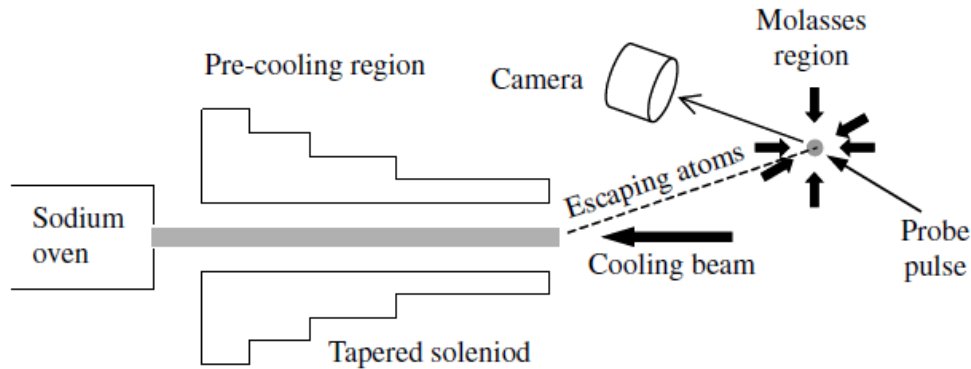 Molasses
region
Pre-cooling region
Camera
Escaping atoms
Sodium
oven
Cooling beam
Probe
pulse
Tapered soleniod